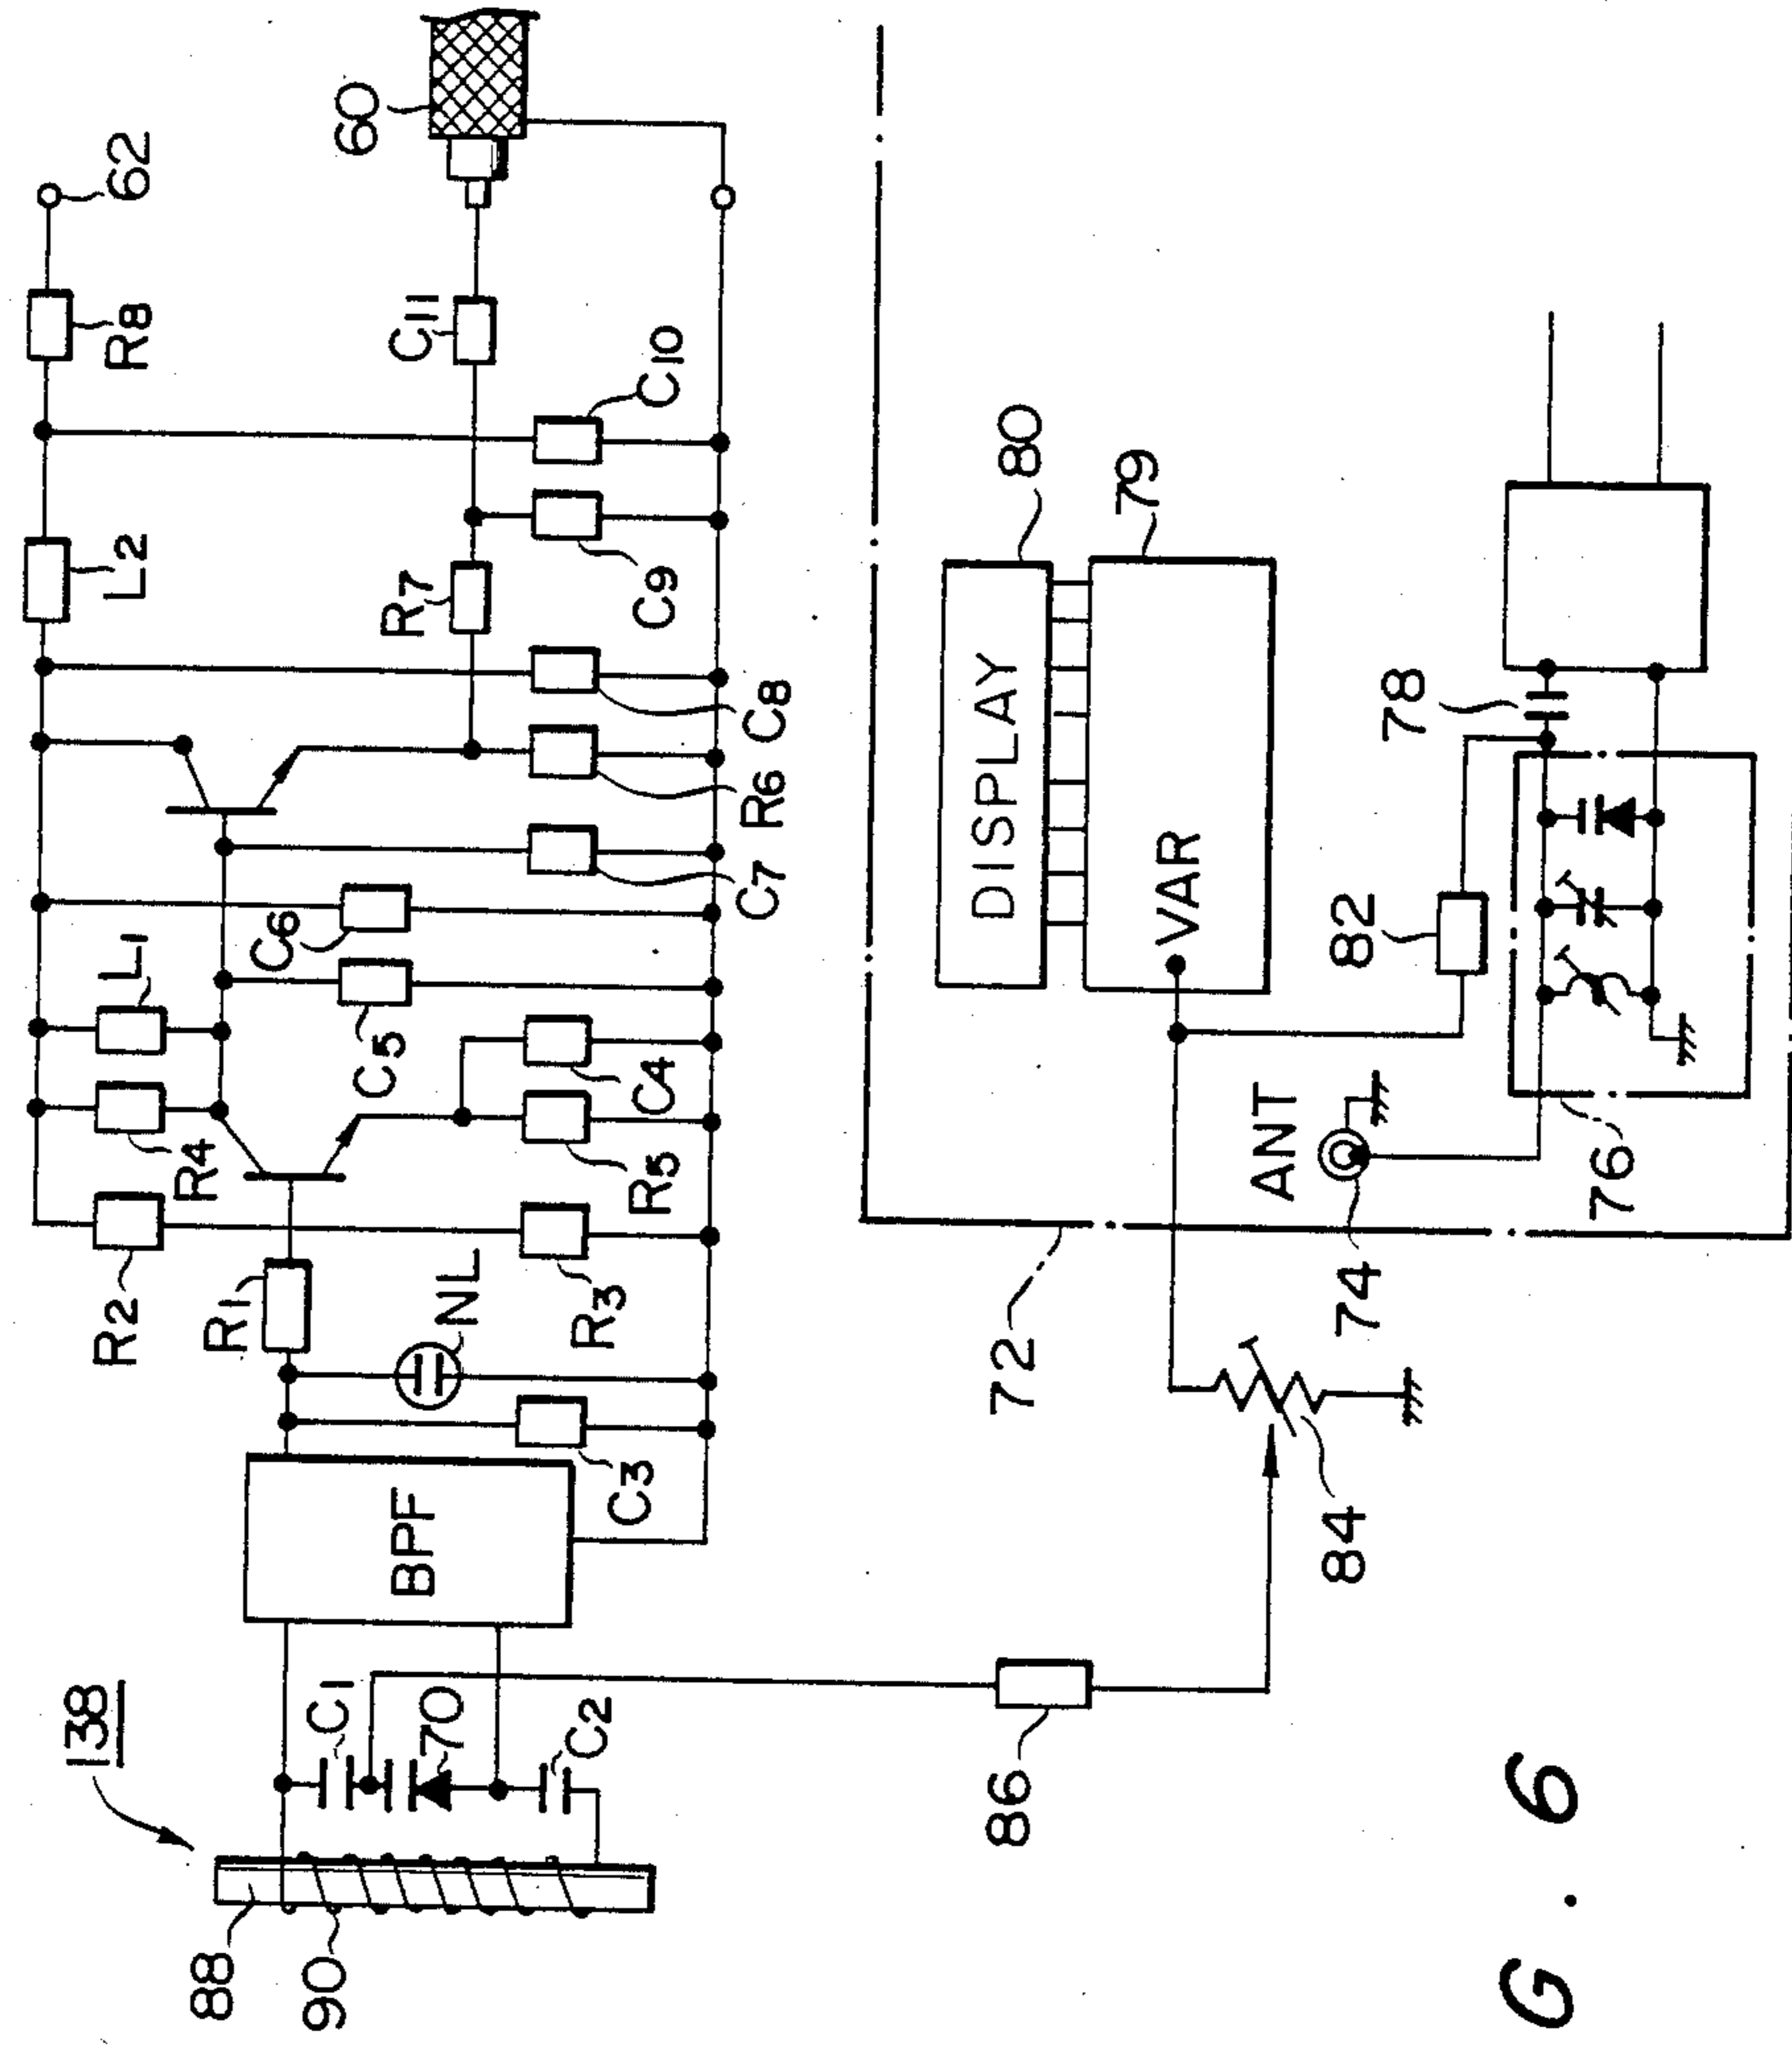 138
88
90
C1
70
C2
BPF
C3
NL
R1
R2
R3
R4
R5
L1
C4
C5
C6
C7
R6
C8
L2
R7
C9
C10
R8
C11
62
60
86
84
72
DISPLAY
80
VAR
79
ANT
74
76
82
78
G. 6